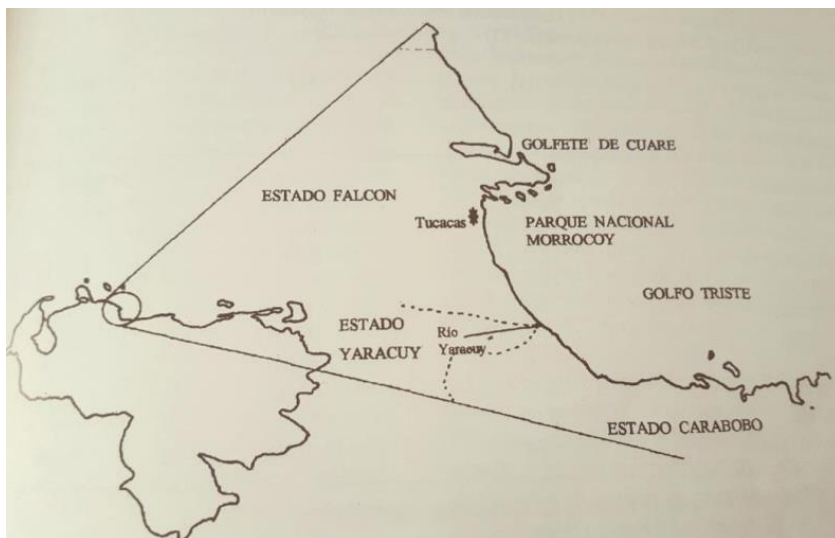 GOLFETE DE CUARE
ESTADO FALCON
Tucacas
PARQUE NACIONAL
MORROCOY
GOLFO TRISTE
ESTADO
YARACUY
Río
Yaracuy
ESTADO CARABOBO